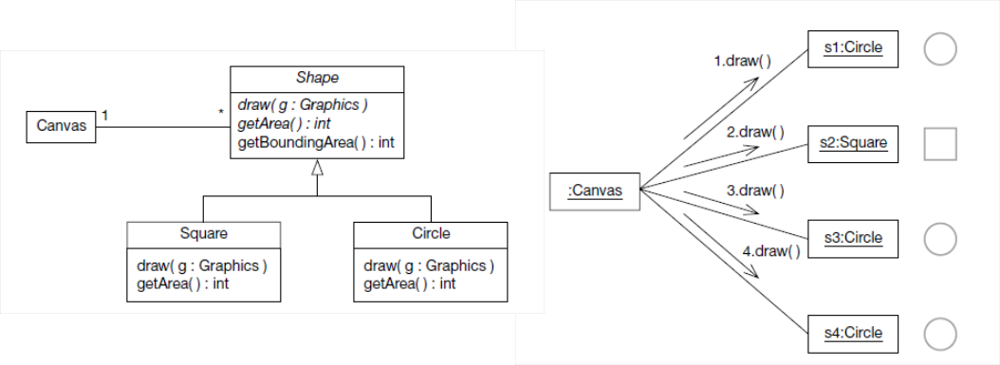 Shape
draw( g : Graphics )
getArea( ) : int
getBoundingArea( ) : int
Canvas
1
*
Square
draw( g : Graphics )
getArea( ) : int
Circle
draw( g : Graphics )
getArea( ) : int
:Canvas
1.draw( )
s1:Circle
2.draw( )
s2:Square
3.draw( )
s3:Circle
4.draw( )
s4:Circle